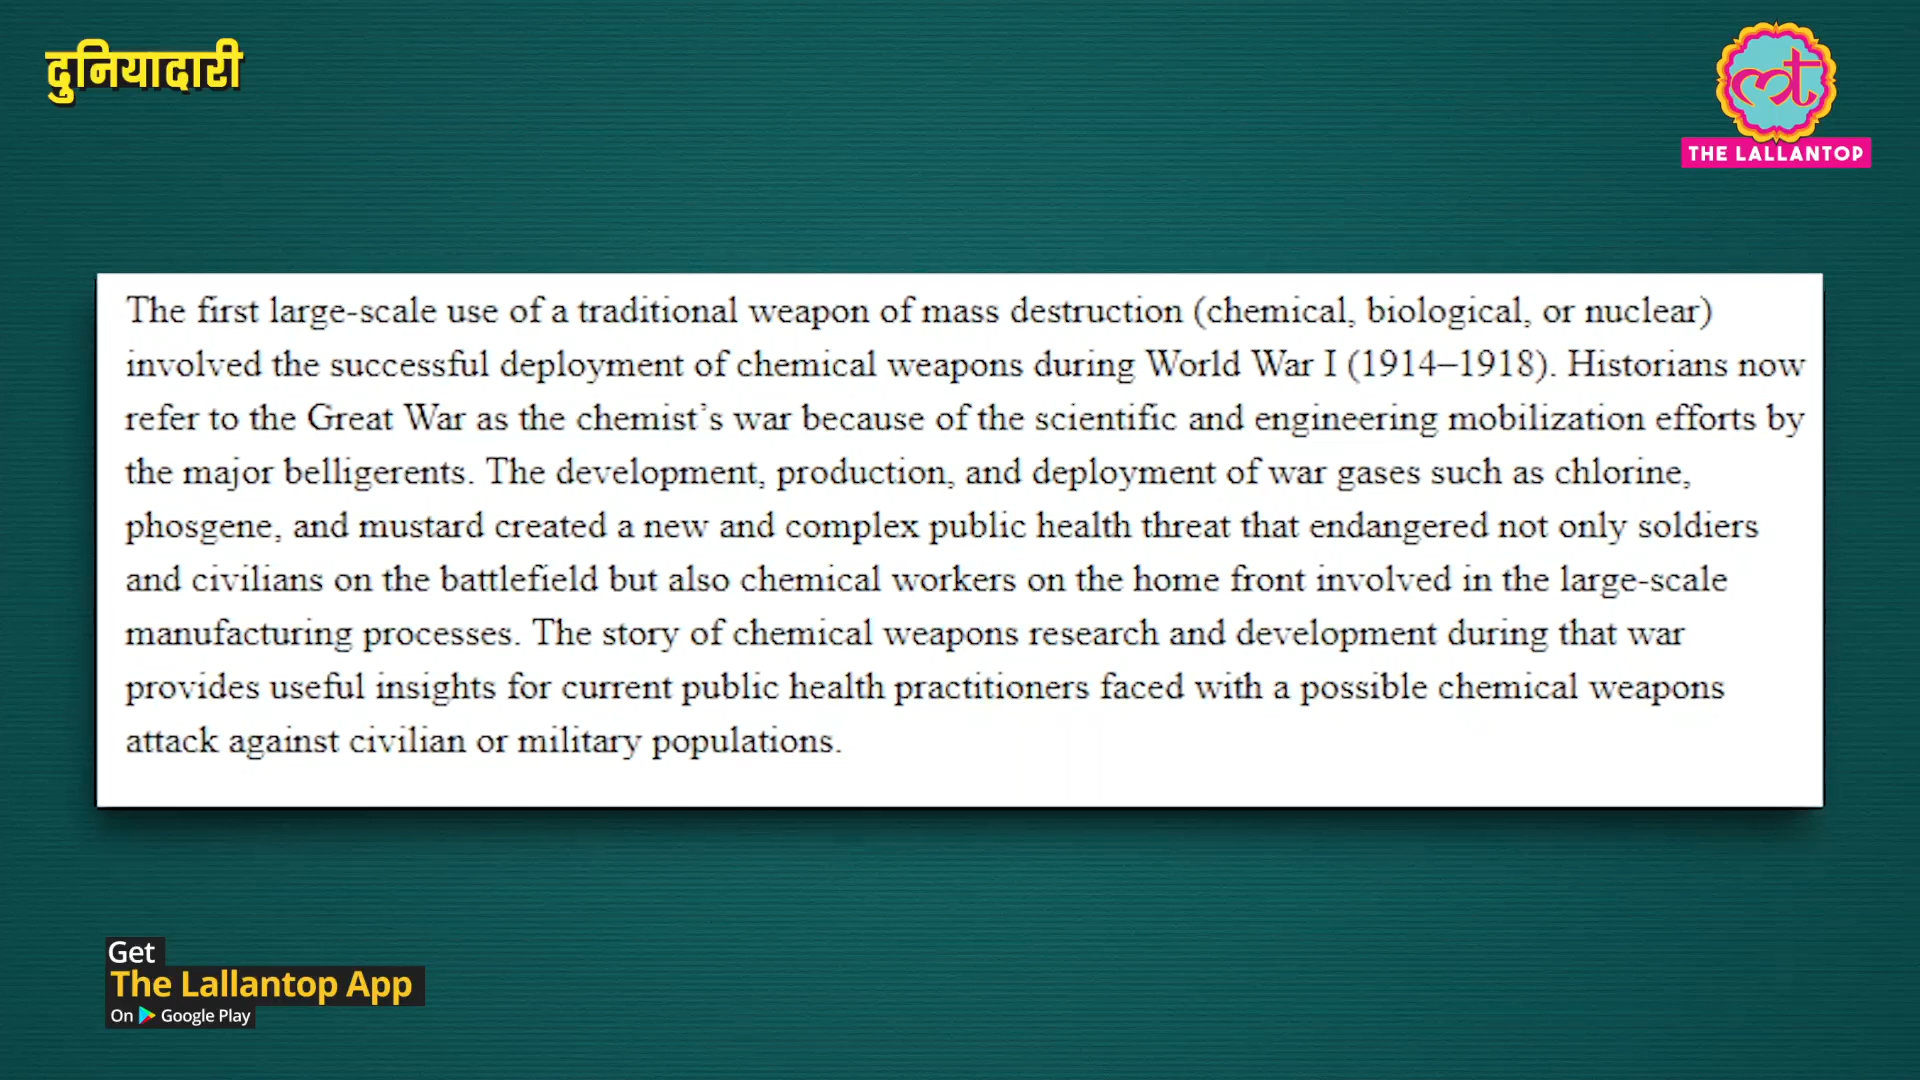 दुनियादारी
THE LALLANTOP
The first large-scale use of a traditional weapon of mass destruction (chemical, biological, or nuclear)
involved the successful deployment of chemical weapons during World War I (1914–1918). Historians now
refer to the Great War as the chemist’s war because of the scientific and engineering mobilization efforts by
the major belligerents. The development, production, and deployment of war gases such as chlorine,
phosgene, and mustard created a new and complex public health threat that endangered not only soldiers
and civilians on the battlefield but also chemical workers on the home front involved in the large-scale
manufacturing processes. The story of chemical weapons research and development during that war
provides useful insights for current public health practitioners faced with a possible chemical weapons
attack against civilian or military populations.
Get
The Lallantop App
On Google Play